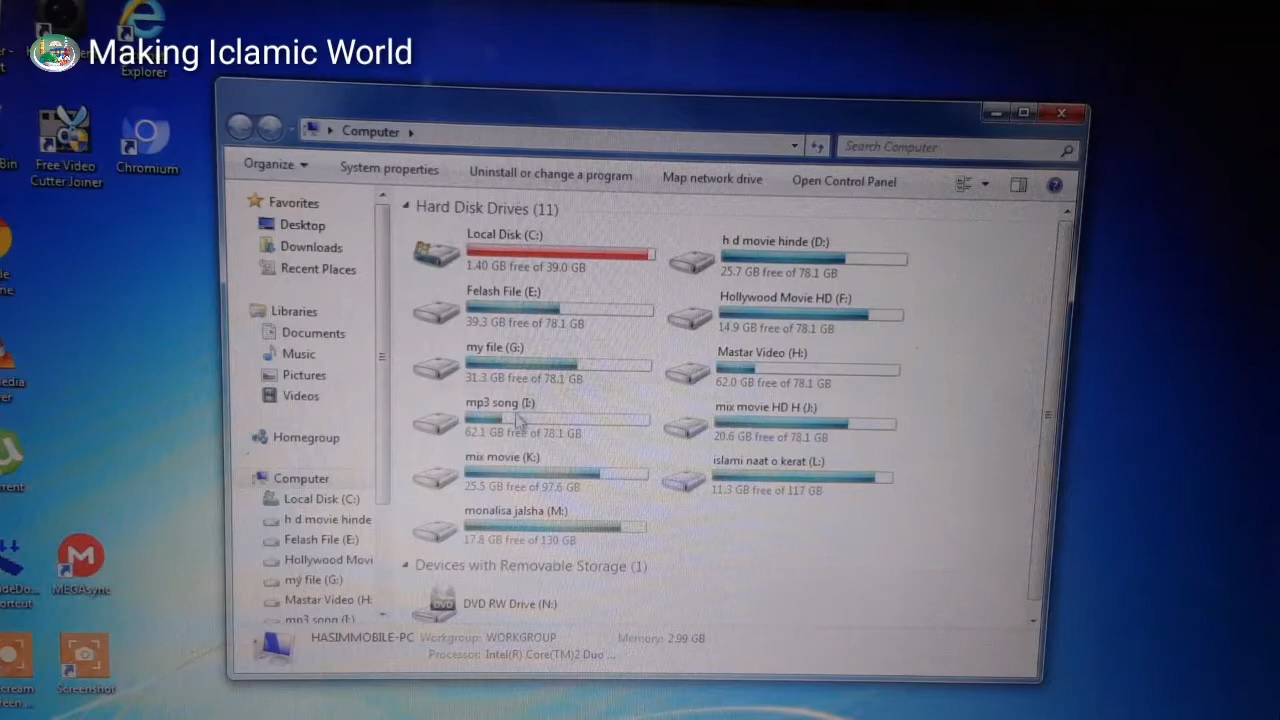 Making Iclamic World
Explorer
Bin
Free Video
Cutter Joiner
Chromium
Computer
Search Computer
Organize
System properties
Uninstall or change a program
Map network drive
Open Control Panel
Favorites
Desktop
Downloads
Recent Places
Libraries
Documents
Music
Pictures
Videos
Homegroup
Computer
Local Disk (C:)
h d movie hinde
Felash File (E:)
Hollywood Movi
my file (G:)
Mastar Video (H:
mp3 song (I:)
Hard Disk Drives (11)
Local Disk (C:)
1.40 GB free of 39.0 GB
h d movie hinde (D:)
25.7 GB free of 78.1 GB
Felash File (E:)
39.3 GB free of 78.1 GB
Hollywood Movie HD (F:)
14.9 GB free of 78.1 GB
my file (G:)
31.3 GB free of 78.1 GB
Mastar Video (H:)
62.0 GB free of 78.1 GB
mp3 song (I:)
62.1 GB free of 78.1 GB
mix movie HD H (J:)
20.6 GB free of 78.1 GB
mix movie (K:)
25.5 GB free of 97.6 GB
islami naat o kerat (L:)
11.3 GB free of 117 GB
monalisa jalsha (M:)
17.8 GB free of 130 GB
Devices with Removable Storage (1)
DVD
DVD RW Drive (N:)
HASIMMOBILE-PC Workgroup: WORKGROUP Memory: 2.99 GB
Processor: Intel(R) Core(TM)2 Duo ...
MEGAsync
Screenshot